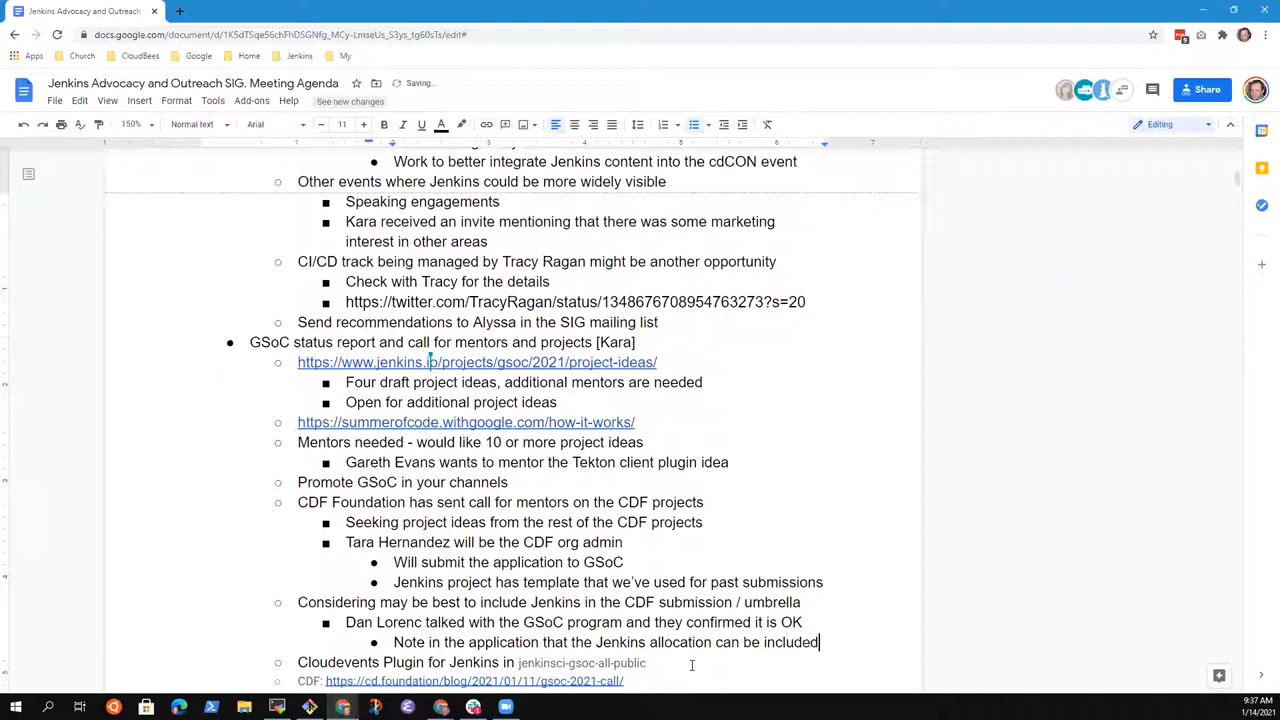 Jenkins Advocacy and Outreach
docs.google.com/document/d/1K5dTSqe56chFhDSGNfg_MCy-LmseUs_S3ys_tg60sTs/edit#
Apps Church CloudBees Google Home Jenkins My
Jenkins Advocacy and Outreach SIG. Meeting Agenda Saving...
File Edit View Insert Format Tools Add-ons Help See new changes
Share
150% Normal text Arial 11 Editing
Work to better integrate Jenkins content into the cdCON event
Other events where Jenkins could be more widely visible
Speaking engagements
Kara received an invite mentioning that there was some marketing
interest in other areas
CI/CD track being managed by Tracy Ragan might be another opportunity
Check with Tracy for the details
https://twitter.com/TracyRagan/status/1348676708954763273?s=20
Send recommendations to Alyssa in the SIG mailing list
GSoC status report and call for mentors and projects [Kara]
https://www.jenkins.io/projects/gsoc/2021/project-ideas/
Four draft project ideas, additional mentors are needed
Open for additional project ideas
https://summerofcode.withgoogle.com/how-it-works/
Mentors needed - would like 10 or more project ideas
Gareth Evans wants to mentor the Tekton client plugin idea
Promote GSoC in your channels
CDF Foundation has sent call for mentors on the CDF projects
Seeking project ideas from the rest of the CDF projects
Tara Hernandez will be the CDF org admin
Will submit the application to GSoC
Jenkins project has template that we've used for past submissions
Considering may be best to include Jenkins in the CDF submission / umbrella
Dan Lorenc talked with the GSoC program and they confirmed it is OK
Note in the application that the Jenkins allocation can be included
Cloudevents Plugin for Jenkins in jenkinsci-gsoc-all-public
CDF: https://cd.foundation/blog/2021/01/11/gsoc-2021-call/
9:37 AM
1/14/2021